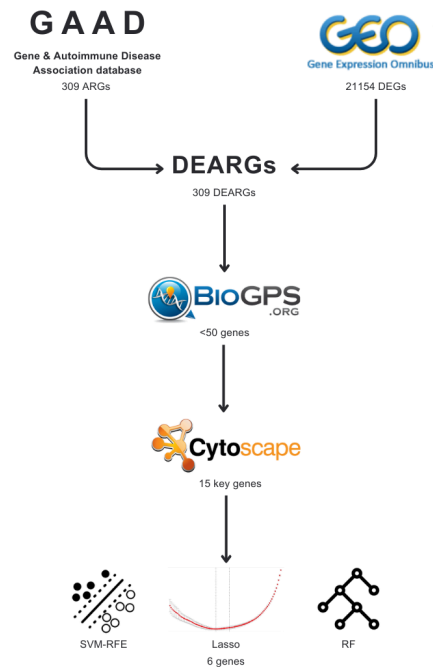 GAAD
Gene & Autoimmune Disease
Association database
309 ARGs
GEO
Gene Expression Omnibus
21154 DEGs
DEARGs
309 DEARGs
BioGPS
.ORG
<50 genes
Cytoscape
15 key genes
SVM-RFE
Lasso
RF
6 genes